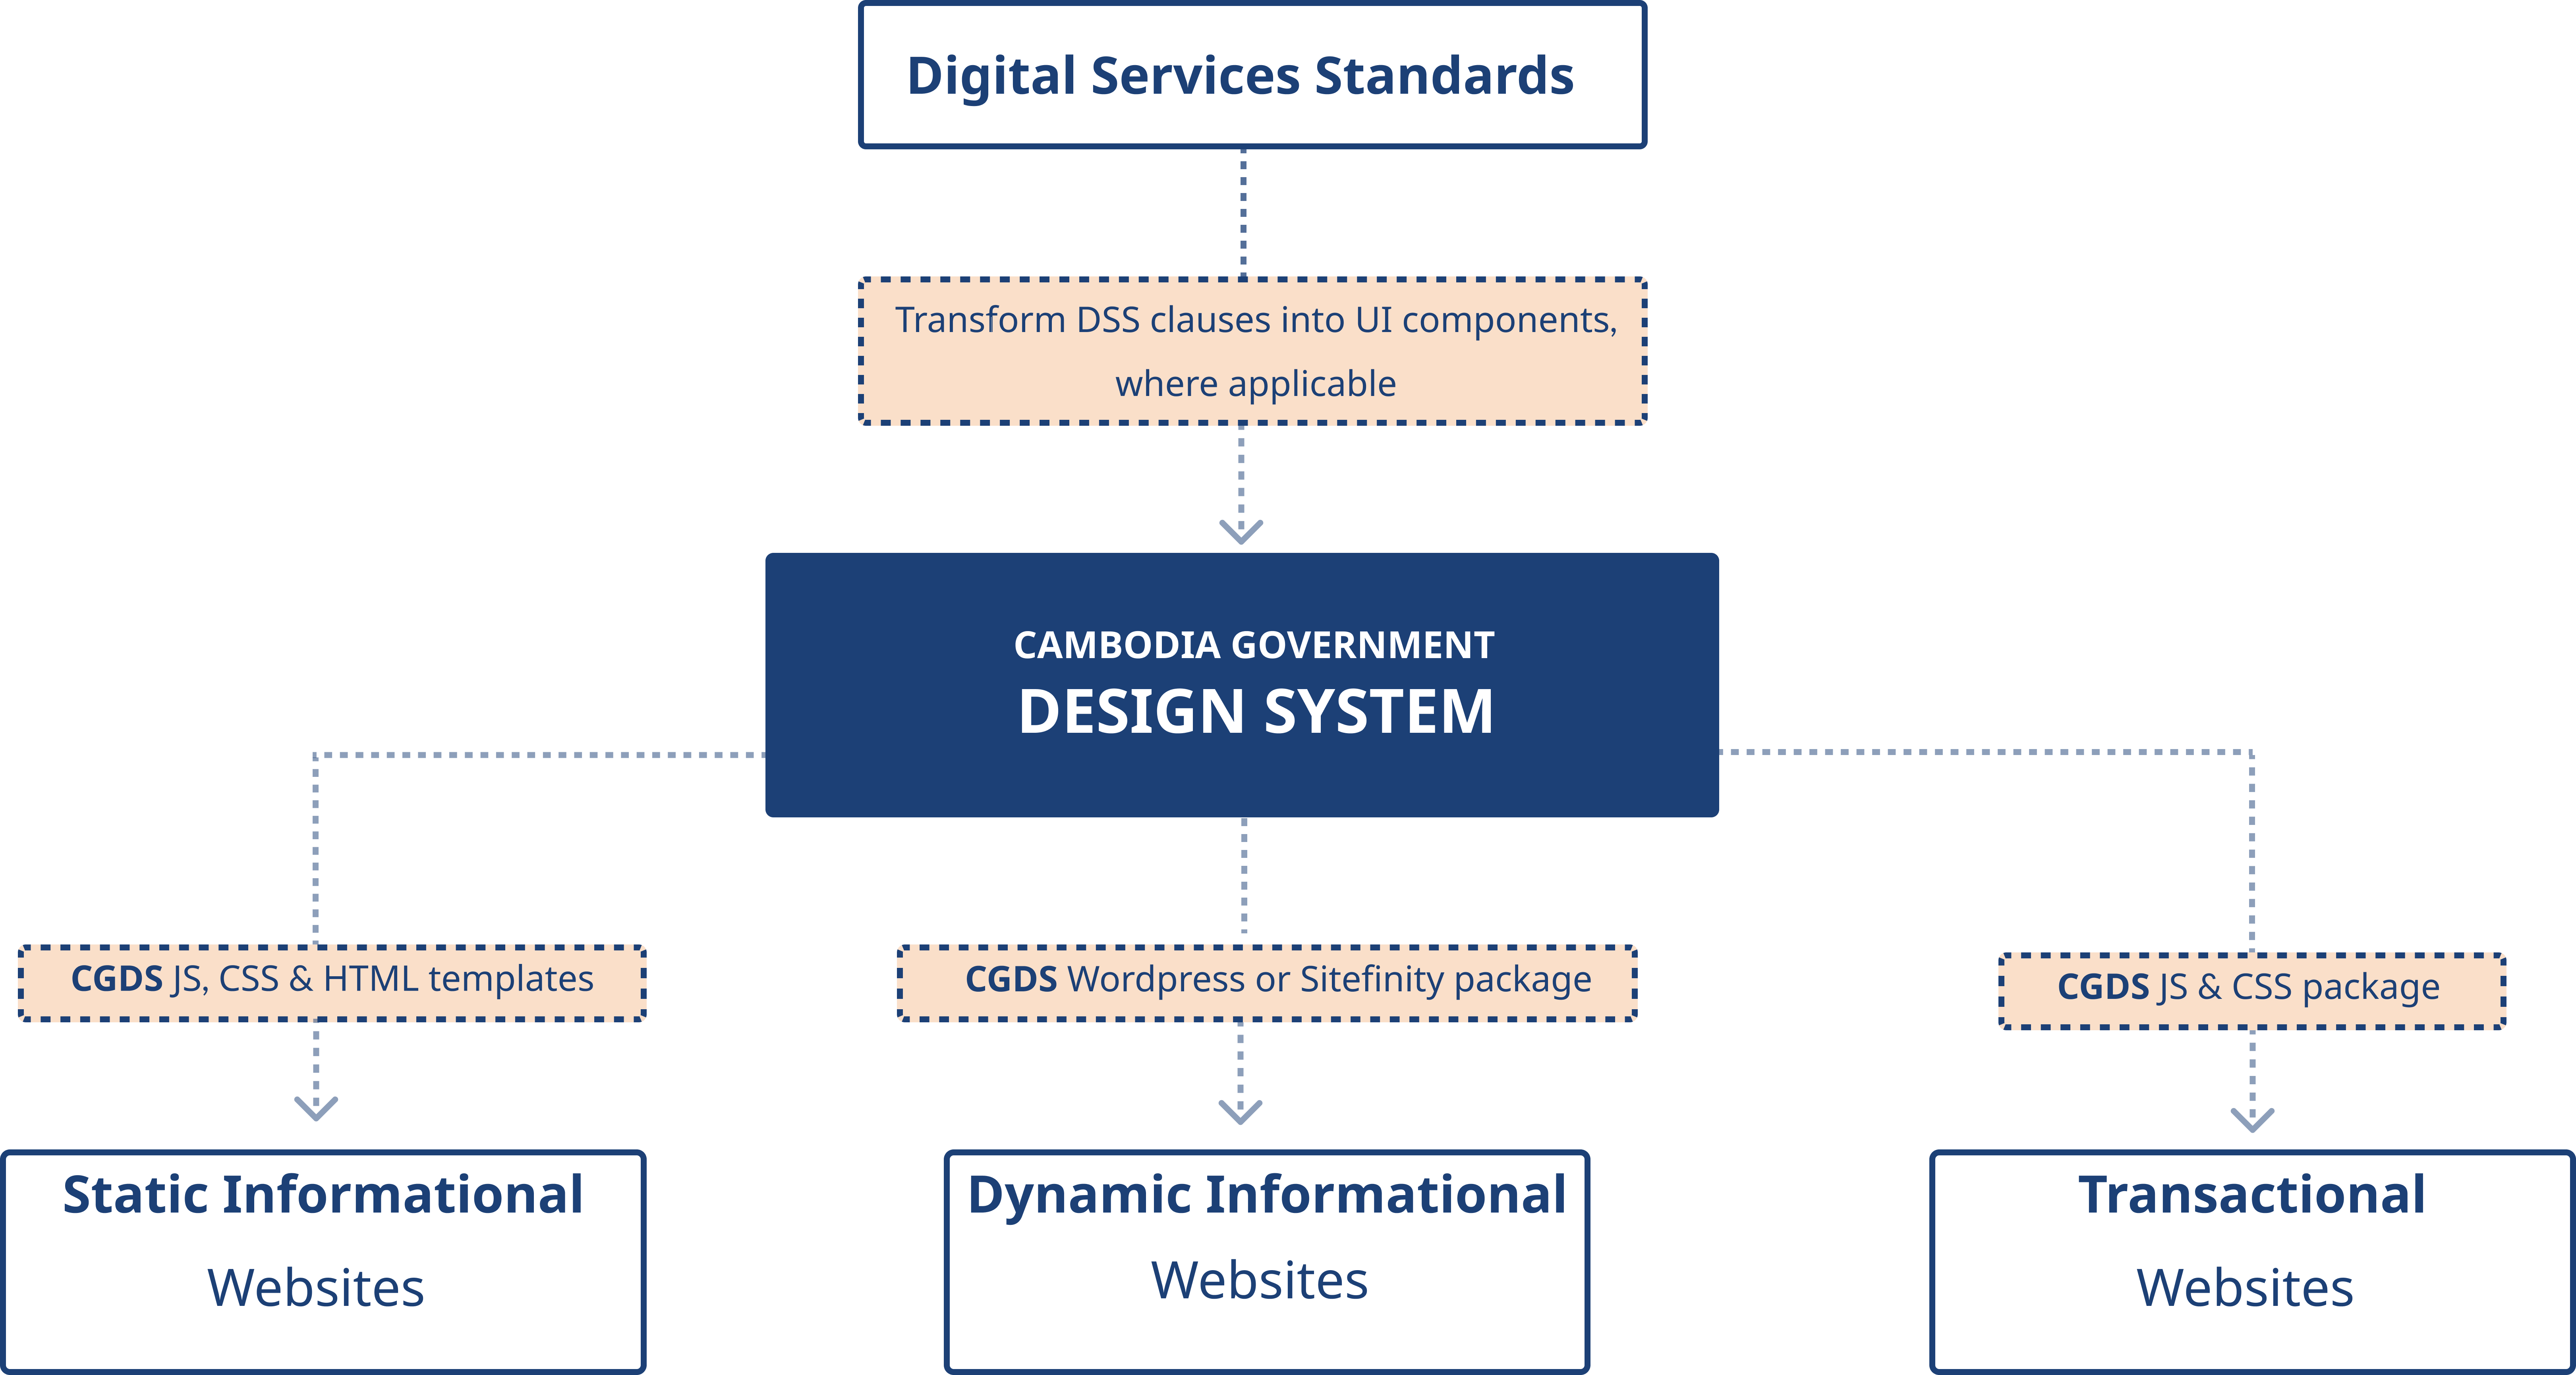 Digital Services Standards
Transform DSS clauses into UI components,
where applicable
CAMBODIA GOVERNMENT
DESIGN SYSTEM
CGDS JS, CSS & HTML templates
CGDS Wordpress or Sitefinity package
CGDS JS & CSS package
Static Informational
Websites
Dynamic Informational
Websites
Transactional
Websites